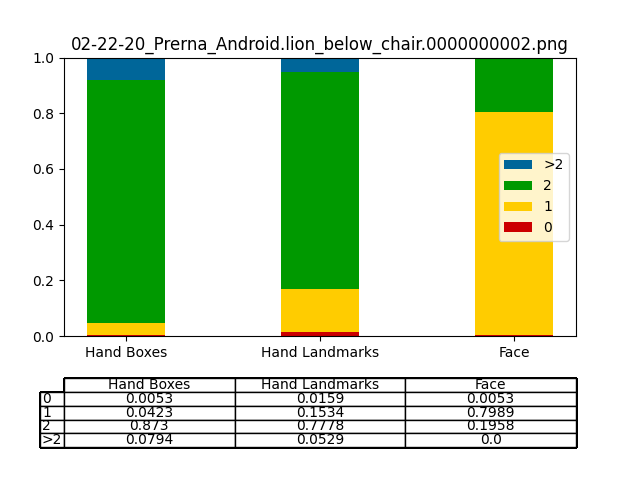 02-22-20_Prerna_Android.lion_below_chair.0000000002.png
1.0
0.8
0.6
0.4
0.2
0.0
>2
2
1
0
Hand Boxes Hand Landmarks Face
Hand Boxes Hand Landmarks Face
0 0.0053 0.0159 0.0053
1 0.0423 0.1534 0.7989
2 0.873 0.7778 0.1958
>2 0.0794 0.0529 0.0